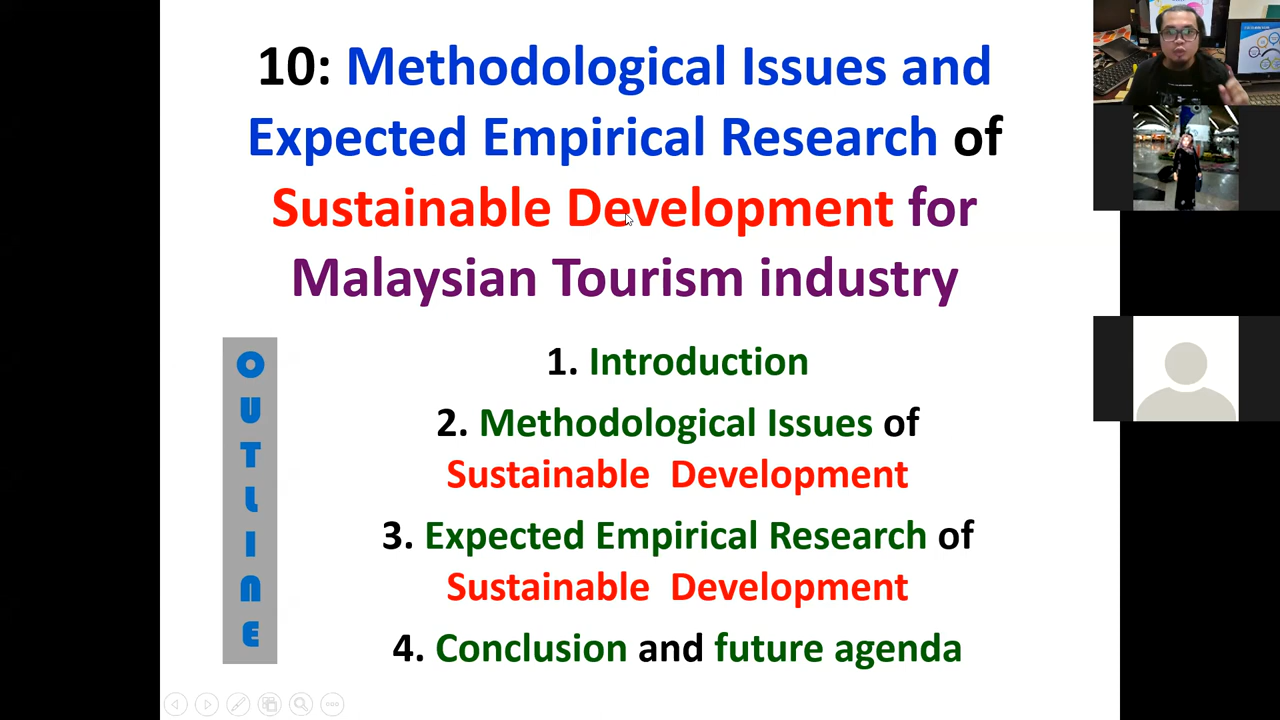 10: Methodological Issues and
Expected Empirical Research of
Sustainable Development for
Malaysian Tourism industry
OUTLINE
1. Introduction
2. Methodological Issues of
Sustainable Development
3. Expected Empirical Research of
Sustainable Development
4. Conclusion and future agenda